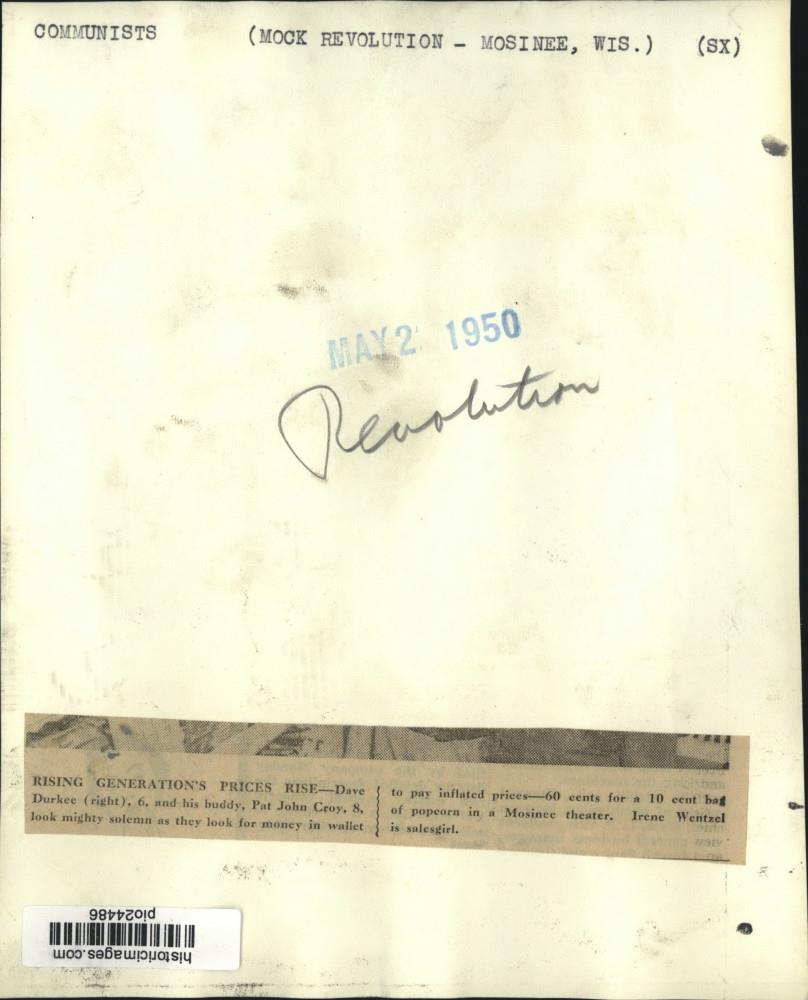 COMMUNISTS (MOCK REVOLUTION - MOSINEE, WIS.) (SX)
MAY 2 1950
Revolution
RISING GENERATION'S PRICES RISE—Dave
Durkee (right), 6, and his buddy, Pat John Croy, 8,
look mighty solemn as they look for money in wallet
to pay inflated prices—60 cents for a 10 cent bag
of popcorn in a Mosinee theater. Irene Wentzel
is salesgirl.
pio24486
historicimages.com